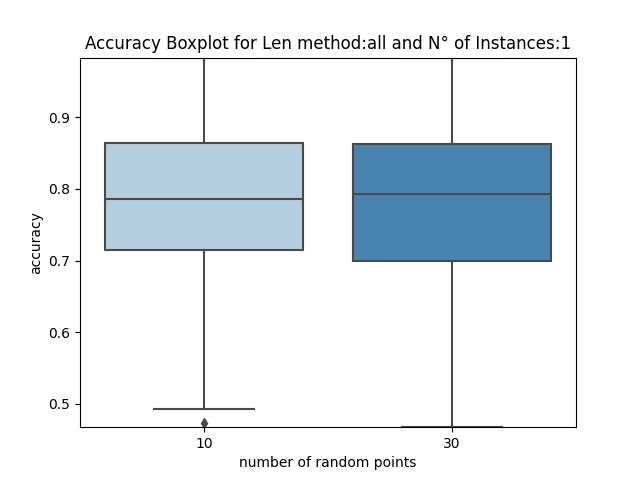 Accuracy Boxplot for Len method:all and N° of Instances:1
accuracy
0.9
0.8
0.7
0.6
0.5
10 30
number of random points